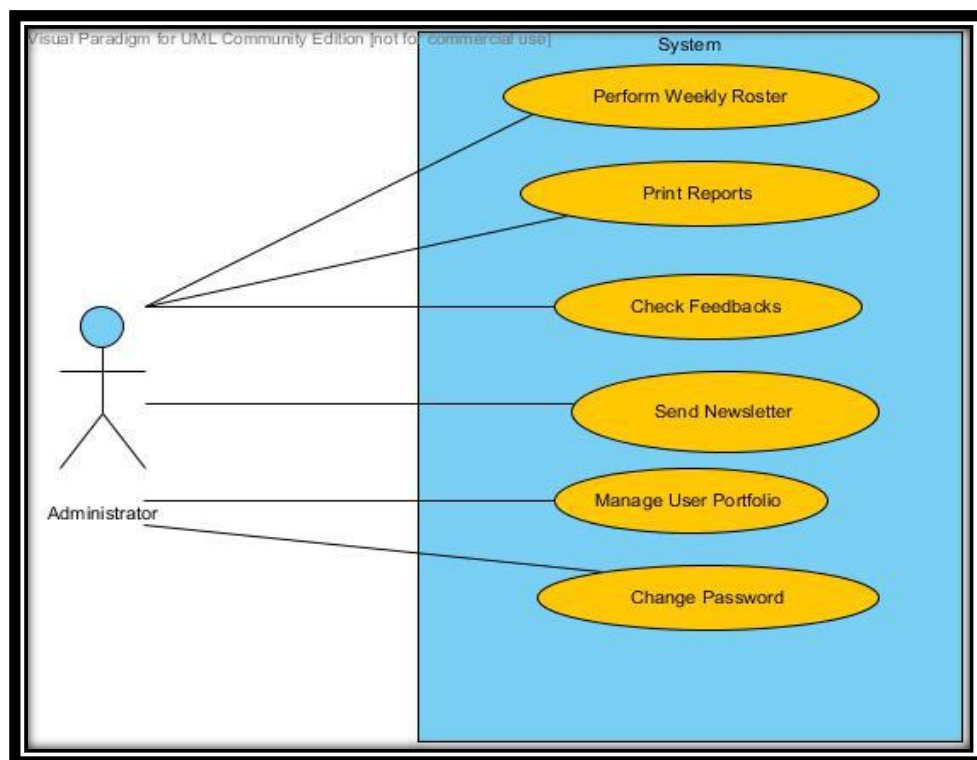 Visual Paradigm for UML Community Edition [not for commercial use]
System
Perform Weekly Roster
Print Reports
Check Feedbacks
Send Newsletter
Manage User Portfolio
Administrator
Change Password